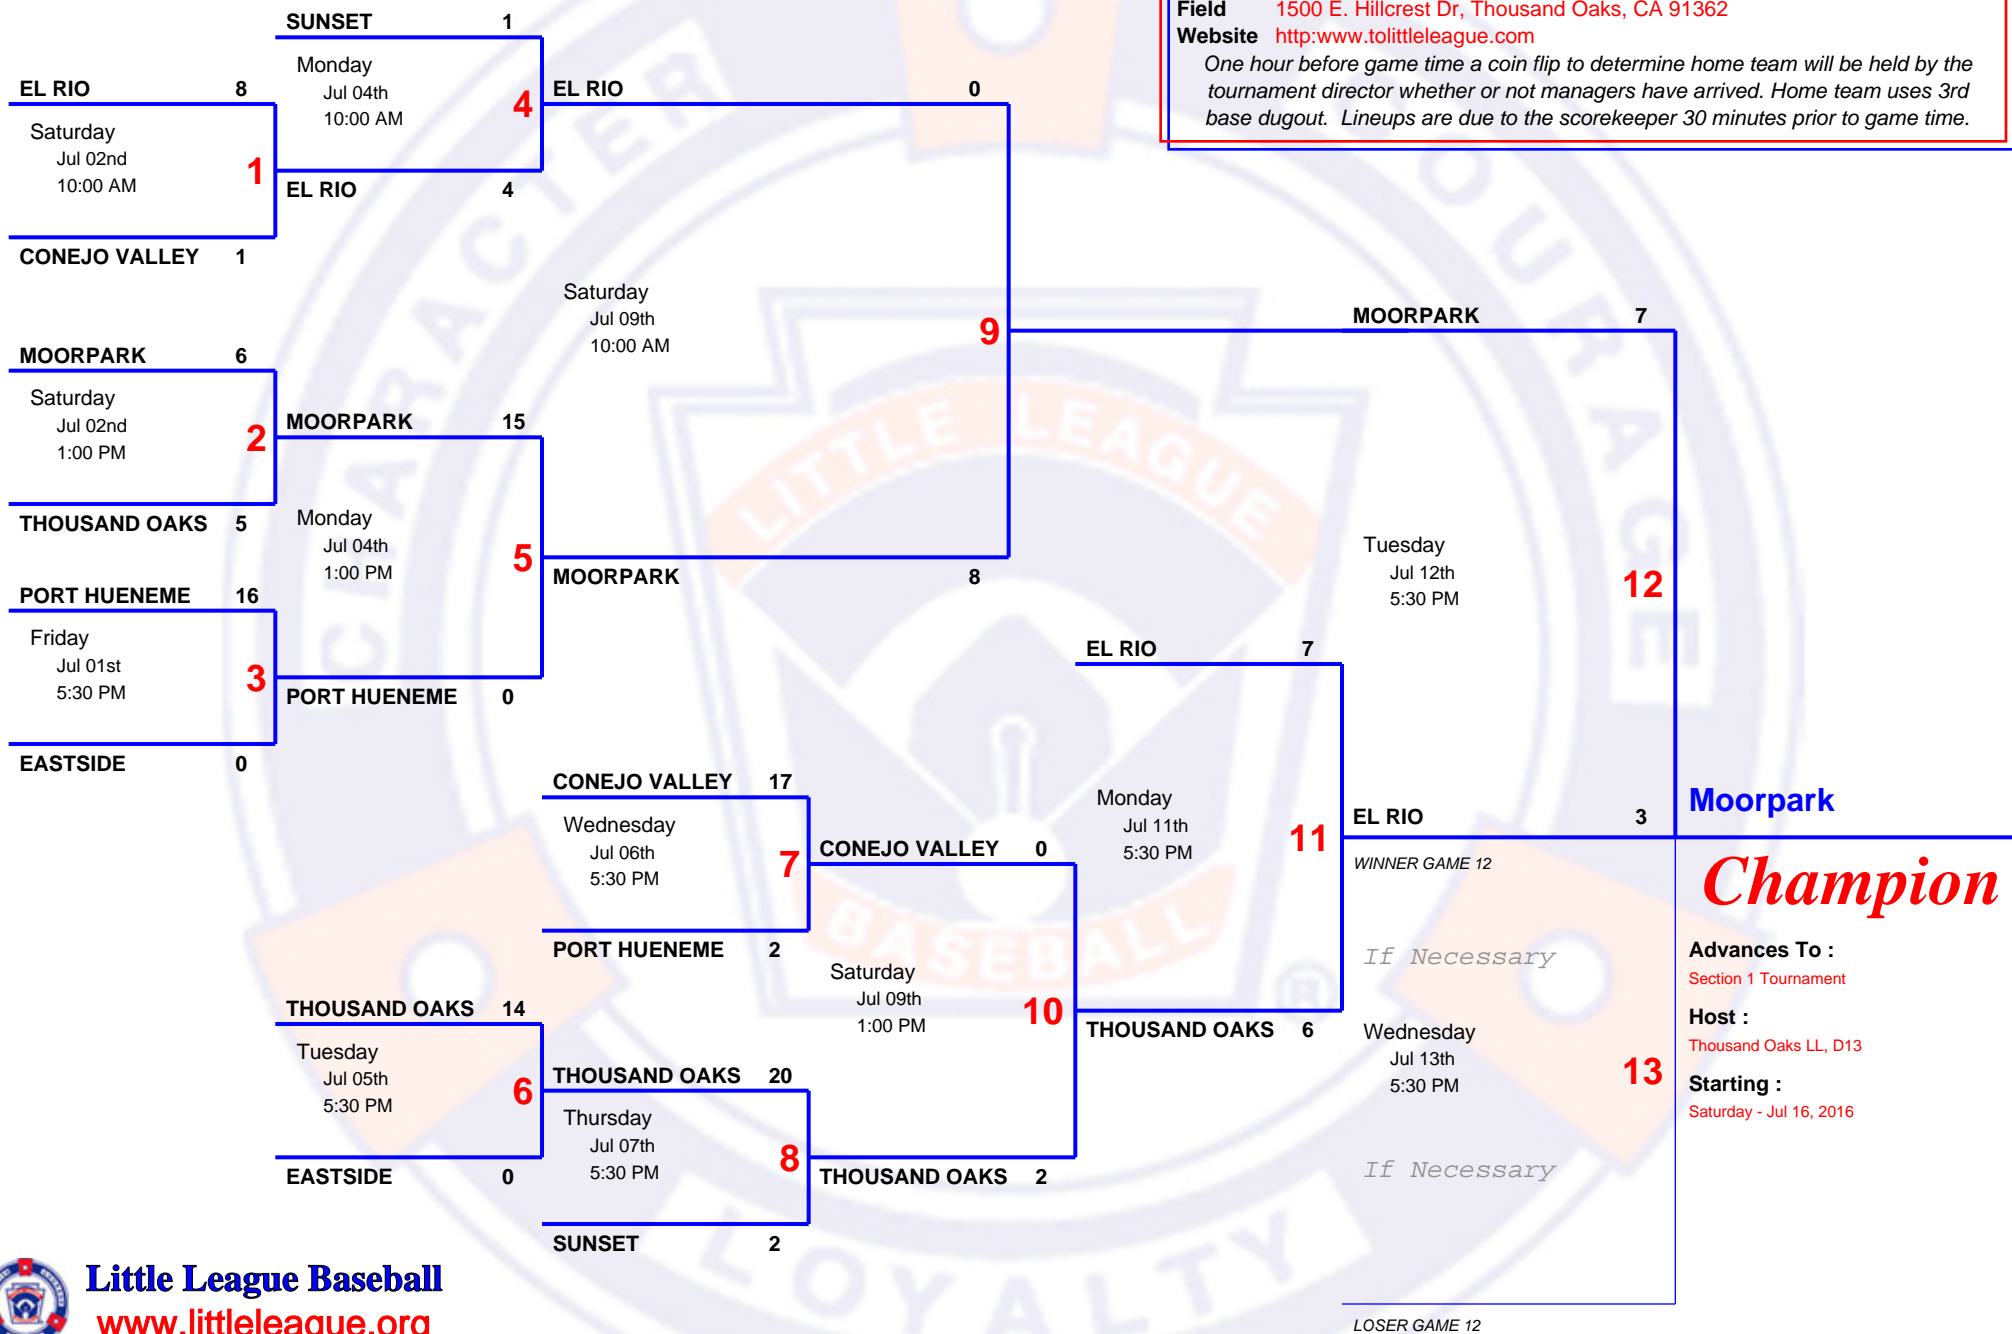 Field 1500 E. Hillcrest Dr, Thousand Oaks, CA 91362
Website http:www.tolittleleague.com
One hour before game time a coin flip to determine home team will be held by the
tournament director whether or not managers have arrived. Home team uses 3rd
base dugout. Lineups are due to the scorekeeper 30 minutes prior to game time.
SUNSET 1
Monday
Jul 04th
10:00 AM
4
EL RIO 4
EL RIO 8
Saturday
Jul 02nd
10:00 AM
1
CONEJO VALLEY 1
EL RIO 0
Saturday
Jul 09th
10:00 AM
9
MOORPARK 8
MOORPARK 6
Saturday
Jul 02nd
1:00 PM
2
THOUSAND OAKS 5
MOORPARK 15
Monday
Jul 04th
1:00 PM
5
PORT HUENEME 0
PORT HUENEME 16
Friday
Jul 01st
5:30 PM
3
EASTSIDE 0
MOORPARK 7
Tuesday
Jul 12th
5:30 PM
12
EL RIO 3
WINNER GAME 12
EL RIO 7
Monday
Jul 11th
5:30 PM
11
THOUSAND OAKS 6
CONEJO VALLEY 17
Wednesday
Jul 06th
5:30 PM
7
PORT HUENEME 2
CONEJO VALLEY 0
Saturday
Jul 09th
1:00 PM
10
THOUSAND OAKS 2
THOUSAND OAKS 14
Tuesday
Jul 05th
5:30 PM
6
EASTSIDE 0
THOUSAND OAKS 20
Thursday
Jul 07th
5:30 PM
8
SUNSET 2
If Necessary
Wednesday
Jul 13th
5:30 PM
13
If Necessary
LOSER GAME 12
Moorpark
Champion
Advances To :
Section 1 Tournament
Host :
Thousand Oaks LL, D13
Starting :
Saturday - Jul 16, 2016
CHARACTER
COURAGE
LOYALTY
LITTLE LEAGUE
BASEBALL
®
Little League Baseball
www.littleleague.org